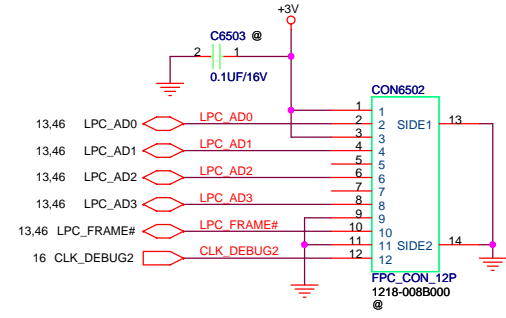 +3V
C6503 @
2 1
0.1UF/16V
CON6502
1 1
13,46 LPC_AD0 LPC_AD0 2 2 SIDE1 13
3 3
13,46 LPC_AD1 LPC_AD1 4 4
5 5
13,46 LPC_AD2 LPC_AD2 6 6
7 7
13,46 LPC_AD3 LPC_AD3 8 8
9 9
13,46 LPC_FRAME# LPC_FRAME# 10 10
11 11 SIDE2 14
16 CLK_DEBUG2 CLK_DEBUG2 12 12
FPC_CON_12P
1218-008B000
@